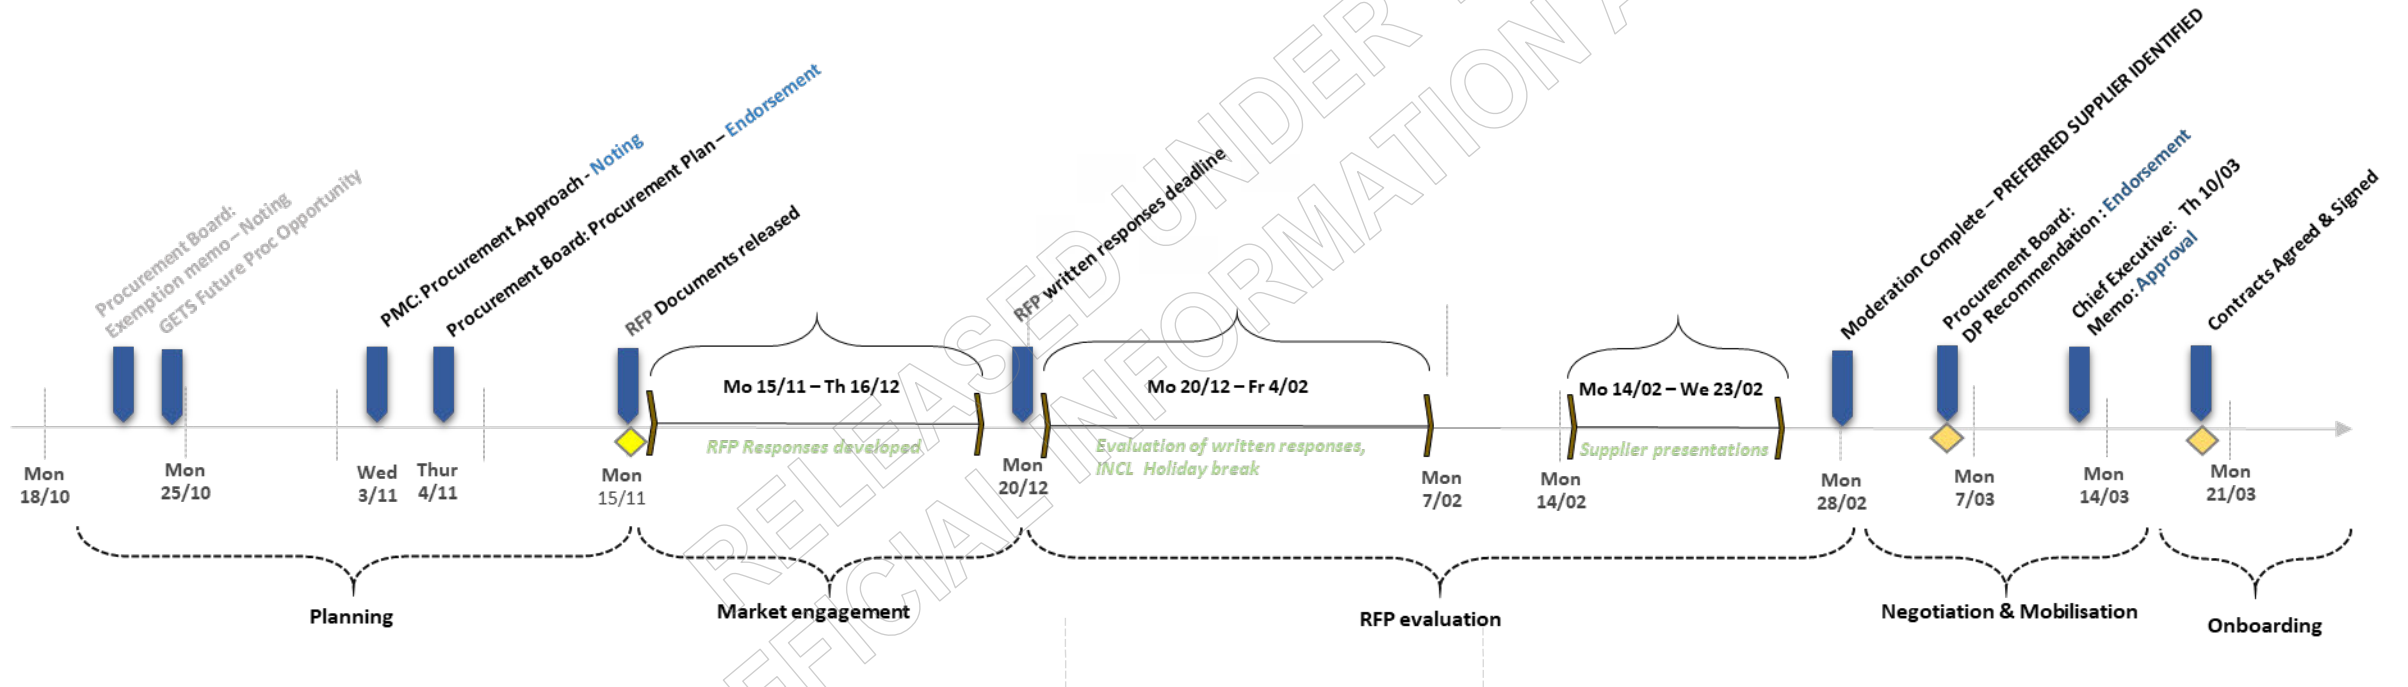 Procurement Board:
Exemption memo – Noting
GETS Future Proc Opportunity
PMC: Procurement Approach - Noting
Procurement Board: Procurement Plan – Endorsement
RFP Documents released
RFP written responses deadline
Moderation Complete – PREFERRED SUPPLIER IDENTIFIED
Procurement Board:
DP Recommendation: Endorsement
Chief Executive: Th 10/03
Memo: Approval
Contracts Agreed & Signed
Mo 15/11 – Th 16/12
Mo 20/12 – Fr 4/02
Mo 14/02 – We 23/02
RFP Responses developed
Evaluation of written responses,
INCL Holiday break
Supplier presentations
Mon
18/10
Mon
25/10
Wed
3/11
Thur
4/11
Mon
15/11
Mon
20/12
Mon
7/02
Mon
14/02
Mon
28/02
Mon
7/03
Mon
14/03
Mon
21/03
Planning
Market engagement
RFP evaluation
Negotiation & Mobilisation
Onboarding
RELEASED UNDER
INFORMATION